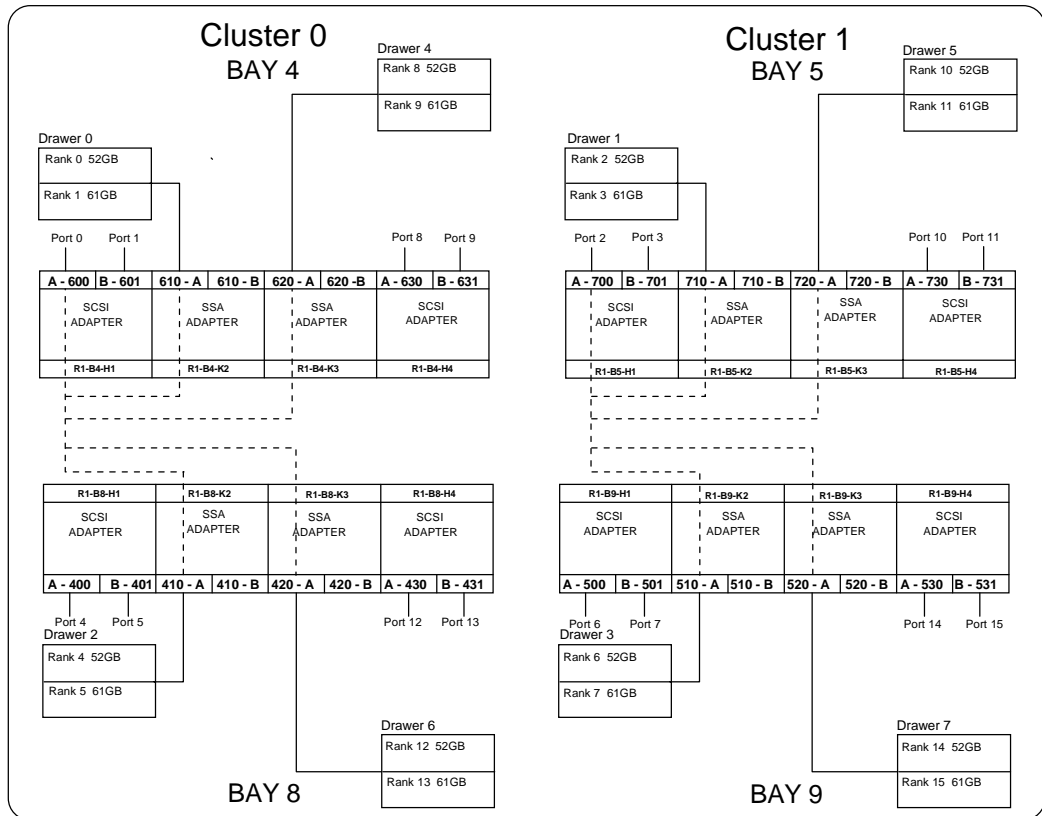 Cluster 0
BAY 4
Drawer 4
Rank 8 52GB
Rank 9 61GB
Drawer 0
Rank 0 52GB
Rank 1 61GB
Port 0
Port 1
Port 8
Port 9
A - 600 B - 601 610 - A 610 - B 620 - A 620 -B A - 630 B - 631
SCSI
ADAPTER
SSA
ADAPTER
SSA
ADAPTER
SCSI
ADAPTER
R1-B4-H1 R1-B4-K2 R1-B4-K3 R1-B4-H4
R1-B8-H1 R1-B8-K2 R1-B8-K3 R1-B8-H4
SCSI
ADAPTER
SSA
ADAPTER
SSA
ADAPTER
SCSI
ADAPTER
A - 400 B - 401 410 - A 410 - B 420 - A 420 - B A - 430 B - 431
Port 4
Port 5
Port 12
Port 13
Drawer 2
Rank 4 52GB
Rank 5 61GB
Drawer 6
Rank 12 52GB
Rank 13 61GB
BAY 8
Cluster 1
BAY 5
Drawer 5
Rank 10 52GB
Rank 11 61GB
Drawer 1
Rank 2 52GB
Rank 3 61GB
Port 2
Port 3
Port 10
Port 11
A - 700 B - 701 710 - A 710 - B 720 - A 720 - B A - 730 B - 731
SCSI
ADAPTER
SSA
ADAPTER
SSA
ADAPTER
SCSI
ADAPTER
R1-B5-H1 R1-B5-K2 R1-B5-K3 R1-B5-H4
R1-B9-H1 R1-B9-K2 R1-B9-K3 R1-B9-H4
SCSI
ADAPTER
SSA
ADAPTER
SSA
ADAPTER
SCSI
ADAPTER
A - 500 B - 501 510 - A 510 - B 520 - A 520 - B A - 530 B - 531
Port 6
Port 7
Port 14
Port 15
Drawer 3
Rank 6 52GB
Rank 7 61GB
Drawer 7
Rank 14 52GB
Rank 15 61GB
BAY 9